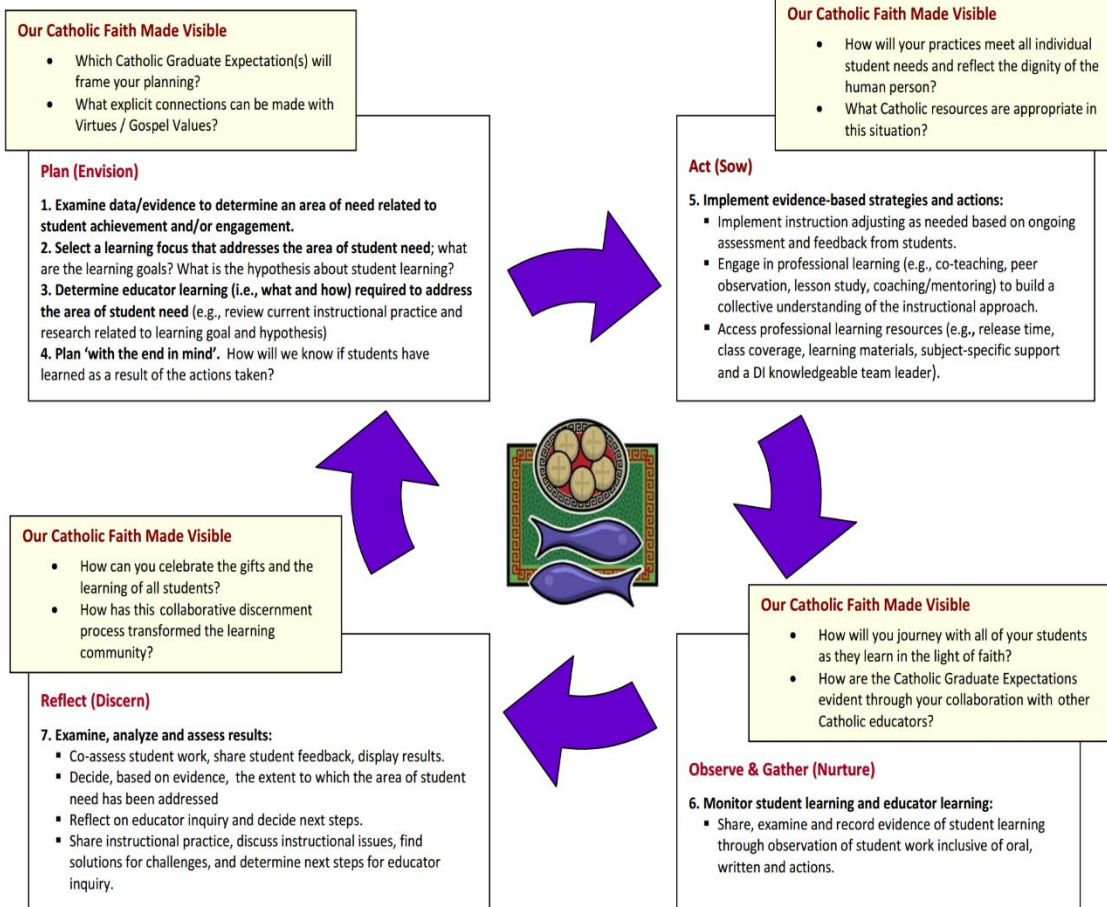 Our Catholic Faith Made Visible
• Which Catholic Graduate Expectation(s) will
frame your planning?
• What explicit connections can be made with
Virtues / Gospel Values?
Plan (Envision)
1. Examine data/evidence to determine an area of need related to
student achievement and/or engagement.
2. Select a learning focus that addresses the area of student need; what
are the learning goals? What is the hypothesis about student learning?
3. Determine educator learning (i.e., what and how) required to address
the area of student need (e.g., review current instructional practice and
research related to learning goal and hypothesis)
4. Plan ‘with the end in mind’. How will we know if students have
learned as a result of the actions taken?
Our Catholic Faith Made Visible
• How will your practices meet all individual
student needs and reflect the dignity of the
human person?
• What Catholic resources are appropriate in
this situation?
Act (Sow)
5. Implement evidence-based strategies and actions:
▪ Implement instruction adjusting as needed based on ongoing
assessment and feedback from students.
▪ Engage in professional learning (e.g., co-teaching, peer
observation, lesson study, coaching/mentoring) to build a
collective understanding of the instructional approach.
▪ Access professional learning resources (e.g., release time,
class coverage, learning materials, subject-specific support
and a DI knowledgeable team leader).
Our Catholic Faith Made Visible
• How will you journey with all of your students
as they learn in the light of faith?
• How are the Catholic Graduate Expectations
evident through your collaboration with other
Catholic educators?
Observe & Gather (Nurture)
6. Monitor student learning and educator learning:
▪ Share, examine and record evidence of student learning
through observation of student work inclusive of oral,
written and actions.
Our Catholic Faith Made Visible
• How can you celebrate the gifts and the
learning of all students?
• How has this collaborative discernment
process transformed the learning
community?
Reflect (Discern)
7. Examine, analyze and assess results:
▪ Co-assess student work, share student feedback, display results.
▪ Decide, based on evidence, the extent to which the area of student
need has been addressed
▪ Reflect on educator inquiry and decide next steps.
▪ Share instructional practice, discuss instructional issues, find
solutions for challenges, and determine next steps for educator
inquiry.